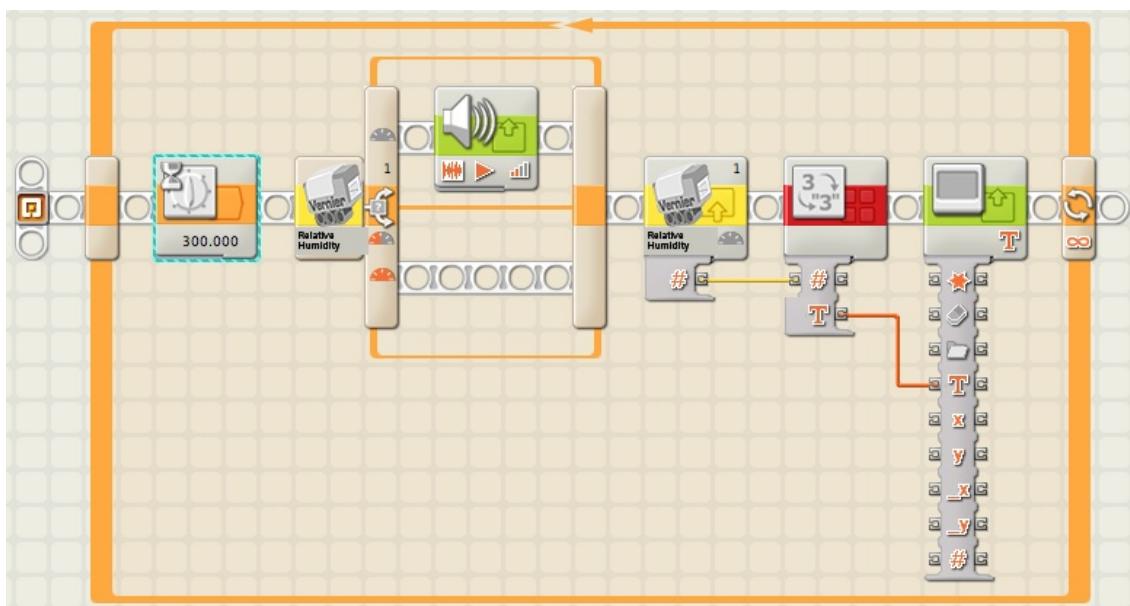 300.000
Vernier
Relative
Humidity
1
Vernier
1
Relative
Humidity
#
#
T
3
"3"
T
T
x
y
_x
_y
#